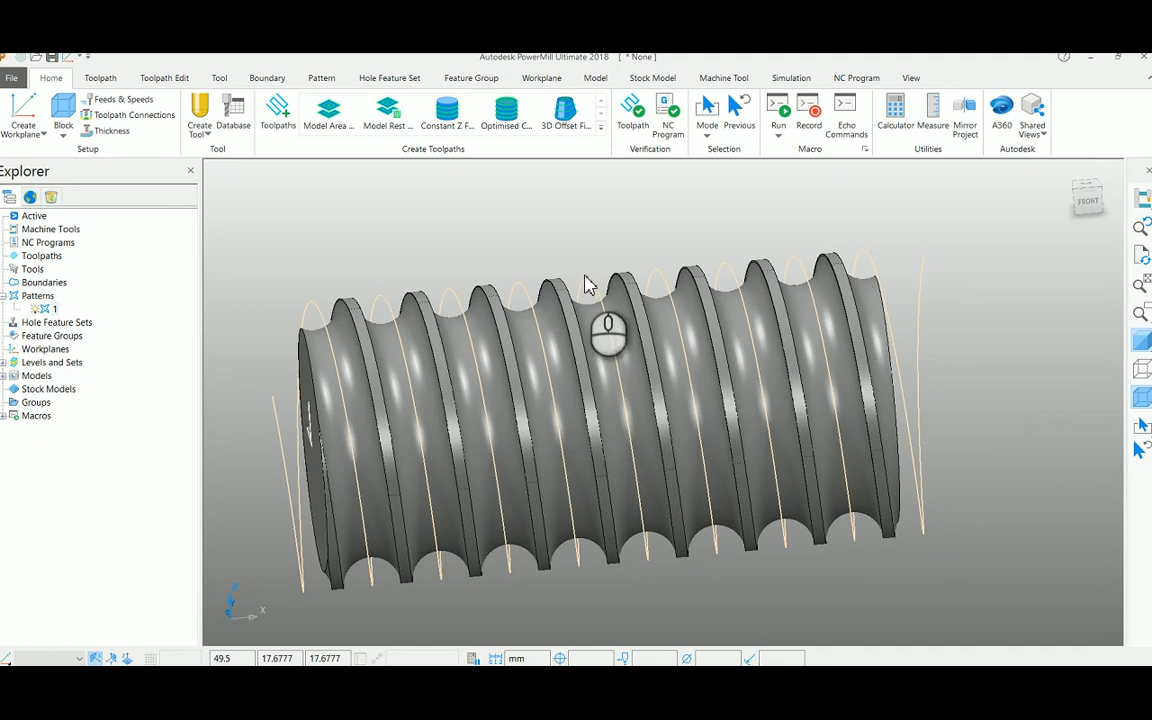 Autodesk PowerMill Ultimate 2018 [ * None ]
File Home Toolpath Toolpath Edit Tool Boundary Pattern Hole Feature Set Feature Group Workplane Model Stock Model Machine Tool Simulation NC Program View
Create Workplane
Block
Feeds & Speeds
Toolpath Connections
Thickness
Setup
Create Tool
Database
Tool
Toolpaths
Model Area ...
Model Rest ...
Constant Z F...
Optimised C...
3D Offset Fi...
Create Toolpaths
Toolpath
NC Program
Verification
Mode
Previous
Selection
Run
Record
Echo Commands
Macro
Calculator
Measure
Mirror Project
Utilities
A360
Shared Views
Autodesk
Explorer
Active
Machine Tools
NC Programs
Toolpaths
Tools
Boundaries
Patterns
1
Hole Feature Sets
Feature Groups
Workplanes
Levels and Sets
Models
Stock Models
Groups
Macros
FRONT
X
49.5 17.6777 17.6777 mm